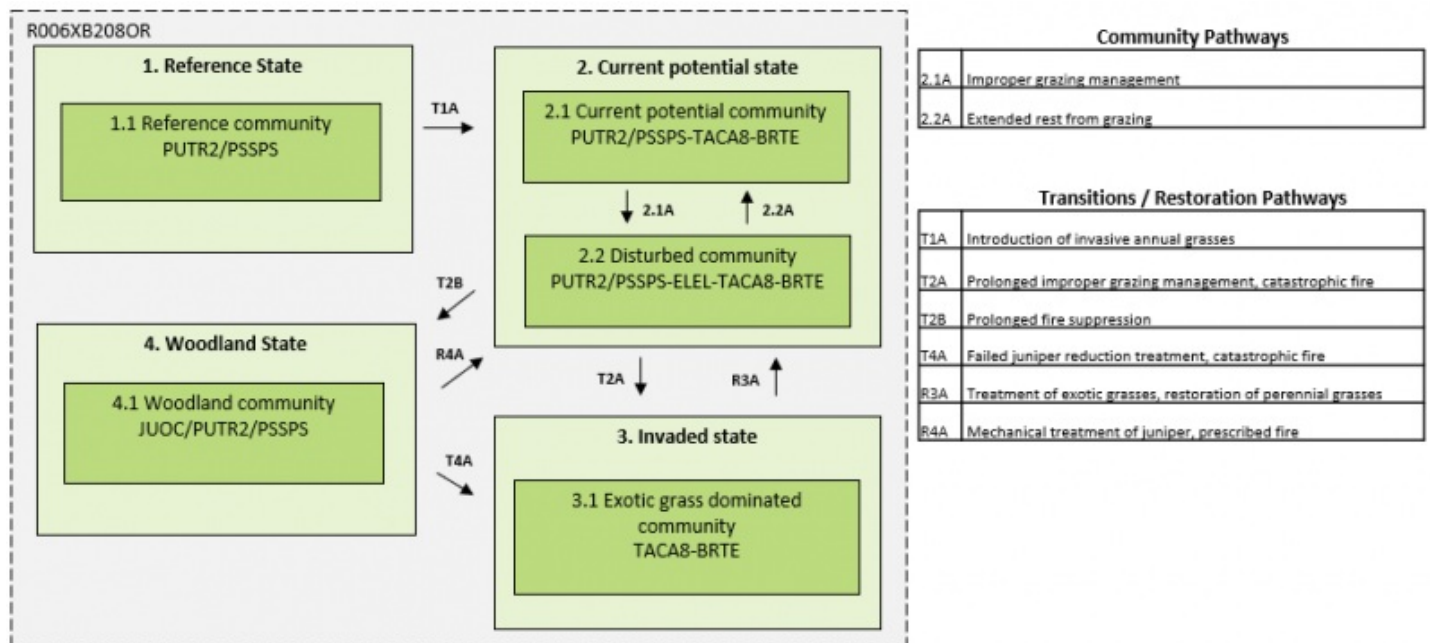 R006XB208OR
1. Reference State
1.1 Reference community
PUTR2/PSSPS
T1A
2. Current potential state
2.1 Current potential community
PUTR2/PSSPS-TACA8-BRTE
2.1A
2.2A
2.2 Disturbed community
PUTR2/PSSPS-ELEL-TACA8-BRTE
T2B
R4A
4. Woodland State
4.1 Woodland community
JUOC/PUTR2/PSSPS
T2A
R3A
T4A
3. Invaded state
3.1 Exotic grass dominated
community
TACA8-BRTE
Community Pathways
2.1A Improper grazing management
2.2A Extended rest from grazing
Transitions / Restoration Pathways
T1A Introduction of invasive annual grasses
T2A Prolonged improper grazing management, catastrophic fire
T2B Prolonged fire suppression
T4A Failed juniper reduction treatment, catastrophic fire
R3A Treatment of exotic grasses, restoration of perennial grasses
R4A Mechanical treatment of juniper, prescribed fire